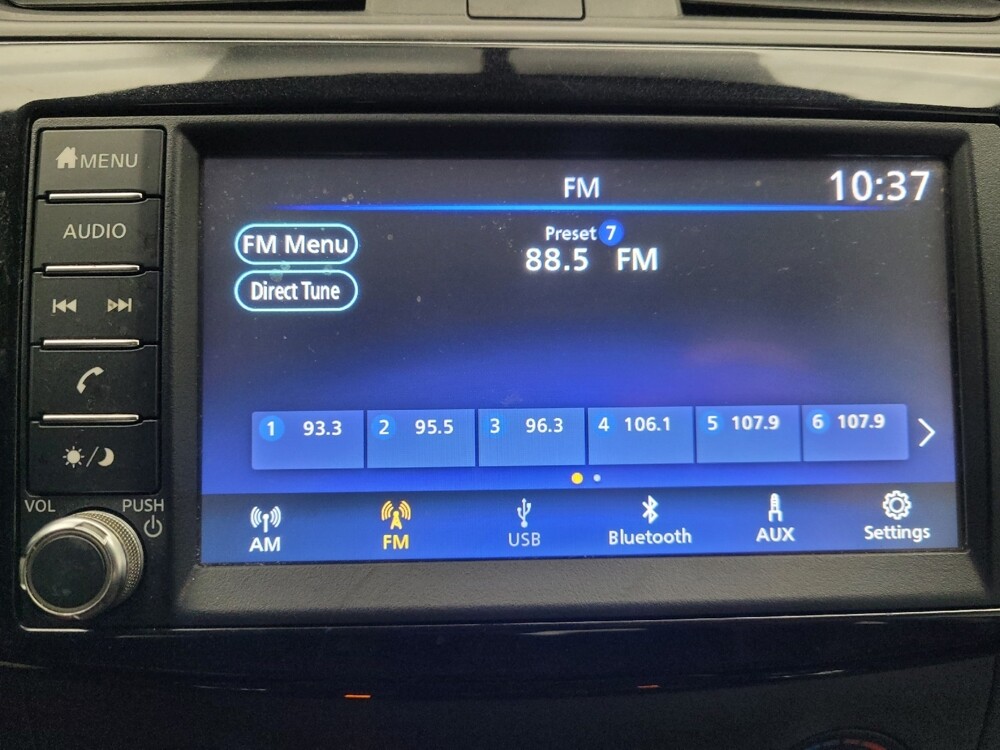 MENU
AUDIO
VOL
PUSH
FM
10:37
FM Menu
Direct Tune
Preset 7
88.5 FM
1 93.3
2 95.5
3 96.3
4 106.1
5 107.9
6 107.9
AM
FM
USB
Bluetooth
AUX
Settings